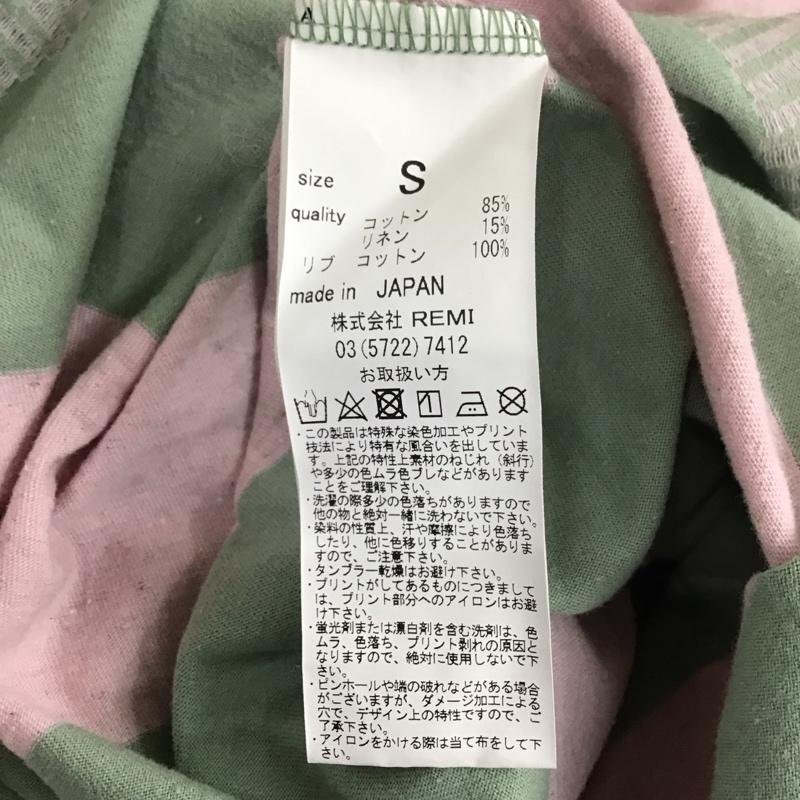 size S
quality コットン 85%
リネン 15%
リブ コットン 100%
made in JAPAN
株式会社 REMI
03(5722)7412
お取扱い方
・この製品は特殊な染色加工やプリント
技法により特有な風合いを出していま
す。上記の特性上素材のねじれ(斜行)
や多少の色ムラ色ブレなどがあります
ことをご理解下さい。
・洗濯の際多少の色落ちがありますので
他の物と絶対一緒に洗わないで下さい。
・染料の性質上、汗や摩擦により色落ち
したり、他に色移りすることがありま
すので、ご注意下さい。
・タンブラー乾燥はお避け下さい。
・プリントがしてあるものにつきまして
は、プリント部分へのアイロンはお避
け下さい。
・蛍光剤または漂白剤を含む洗剤は、色
ムラ、色落ち、プリント剥れの原因と
なりますので、絶対に使用しないで下
さい。
・ピンホールや端の破れなどがある場合
がございますが、ダメージ加工による
穴で、デザイン上の特性ですので、ご
了承下さい。
・アイロンをかける際は当て布をして下
さい。